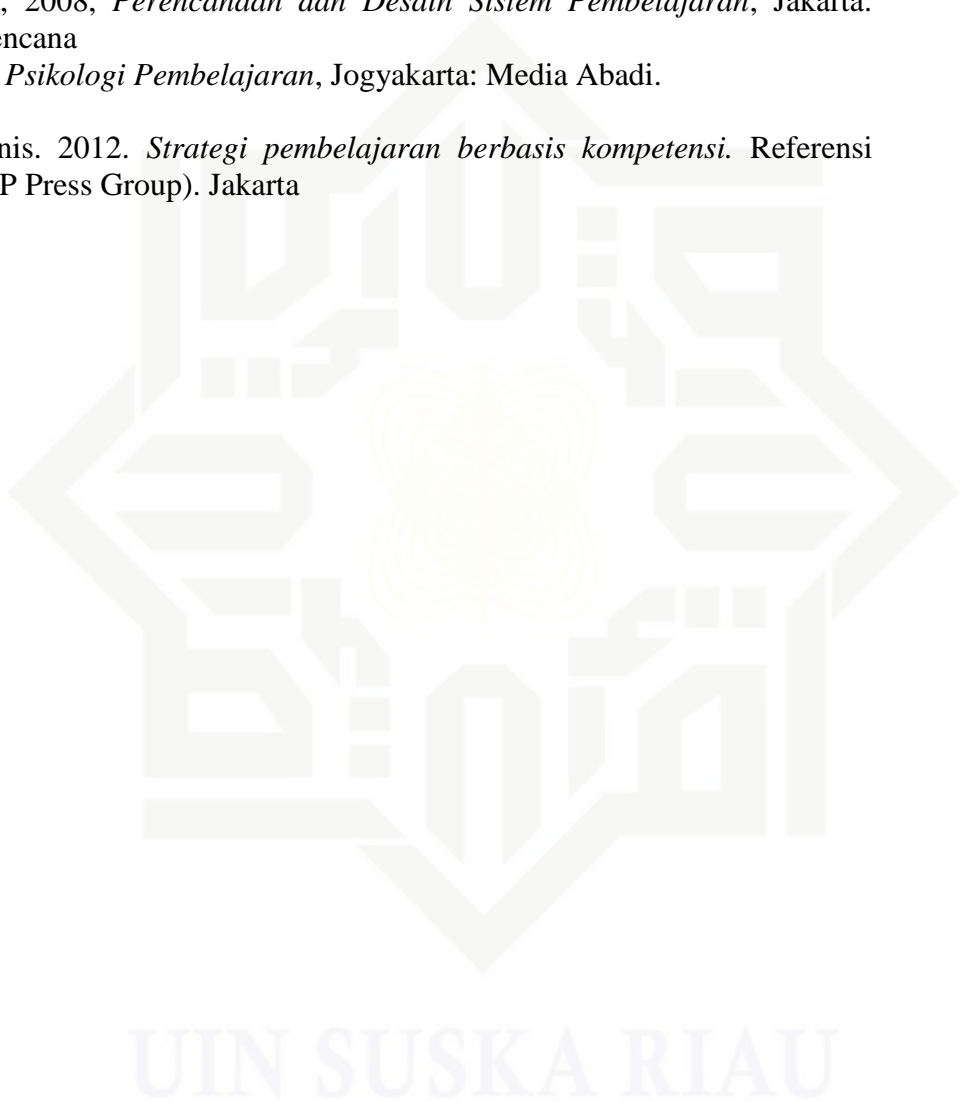 , 2008, Perencanaan dan Desain Sistem Pembelajaran, Jakarta.
encana
Psikologi Pembelajaran, Jogyakarta: Media Abadi.
nis. 2012. Strategi pembelajaran berbasis kompetensi. Referensi
P Press Group). Jakarta
UIN SUSKA RIAU